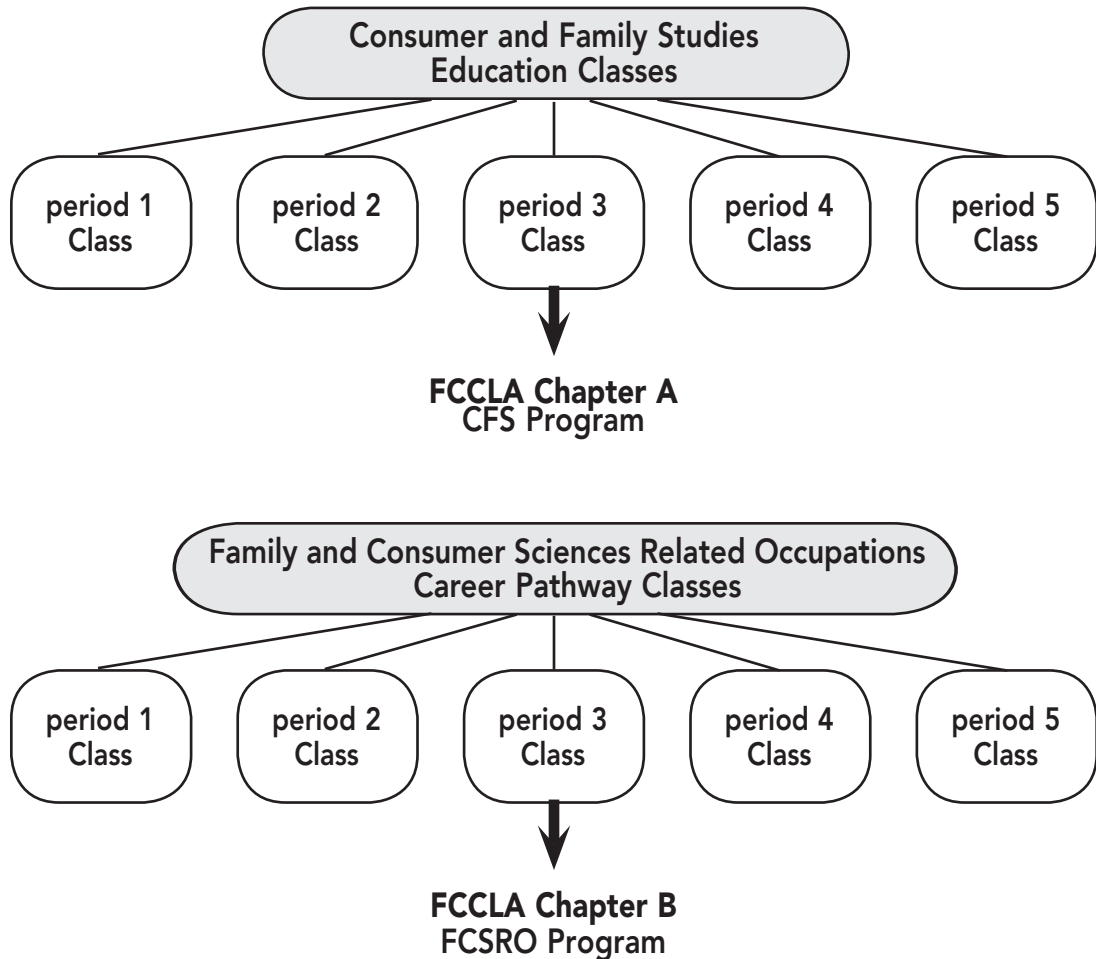 Consumer and Family Studies
Education Classes
period 1
Class
period 2
Class
period 3
Class
period 4
Class
period 5
Class
FCCLA Chapter A
CFS Program
Family and Consumer Sciences Related Occupations
Career Pathway Classes
period 1
Class
period 2
Class
period 3
Class
period 4
Class
period 5
Class
FCCLA Chapter B
FCSRO Program